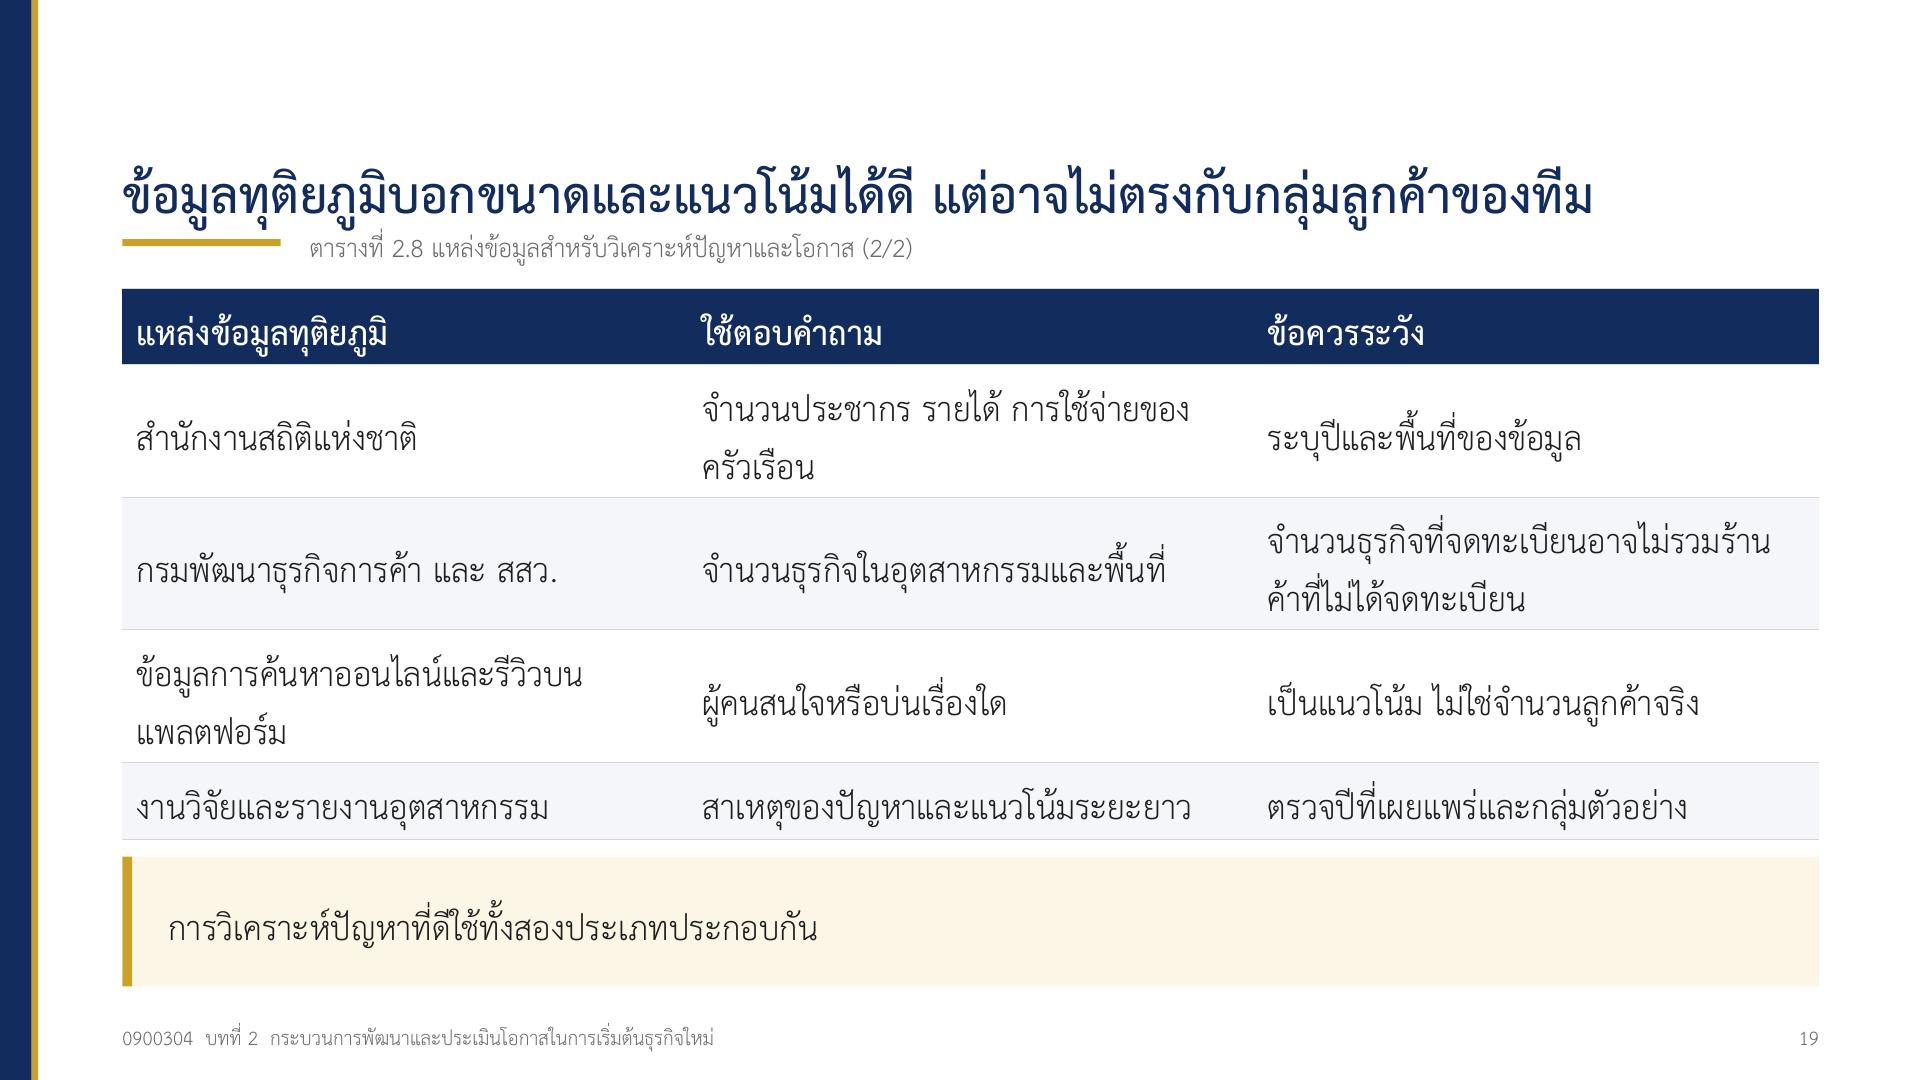 ข้อมูลทุติยภูมิบอกขนาดและแนวโน้มได้ดี แต่อาจไม่ตรงกับกลุ่มลูกค้าของทีม
ตารางที่ 2.8 แหล่งข้อมูลสำหรับวิเคราะห์ปัญหาและโอกาส (2/2)
แหล่งข้อมูลทุติยภูมิ
ใช้ตอบคำถาม
ข้อควรระวัง
สำนักงานสถิติแห่งชาติ
จำนวนประชากร รายได้ การใช้จ่ายของ
ครัวเรือน
ระบุปีและพื้นที่ของข้อมูล
กรมพัฒนาธุรกิจการค้า และ สสว.
จำนวนธุรกิจในอุตสาหกรรมและพื้นที่
จำนวนธุรกิจที่จดทะเบียนอาจไม่รวมร้าน
ค้าที่ไม่ได้จดทะเบียน
ข้อมูลการค้นหาออนไลน์และรีวิวบน
แพลตฟอร์ม
ผู้คนสนใจหรือบ่นเรื่องใด
เป็นแนวโน้ม ไม่ใช่จำนวนลูกค้าจริง
งานวิจัยและรายงานอุตสาหกรรม
สาเหตุของปัญหาและแนวโน้มระยะยาว
ตรวจปีที่เผยแพร่และกลุ่มตัวอย่าง
การวิเคราะห์ปัญหาที่ดีใช้ทั้งสองประเภทประกอบกัน
0900304 บทที่ 2 กระบวนการพัฒนาและประเมินโอกาสในการเริ่มต้นธุรกิจใหม่
19